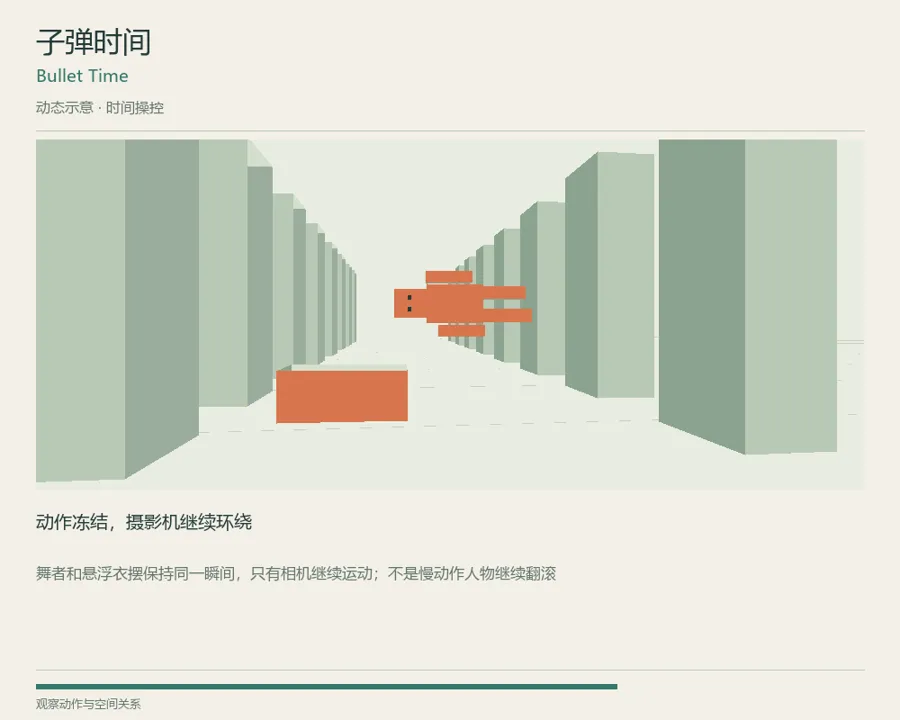 子弹时间
Bullet Time
动态示意 · 时间操控
动作冻结，摄影机继续环绕
舞者和悬浮衣摆保持同一瞬间，只有相机继续运动；不是慢动作人物继续翻滚
观察动作与空间关系